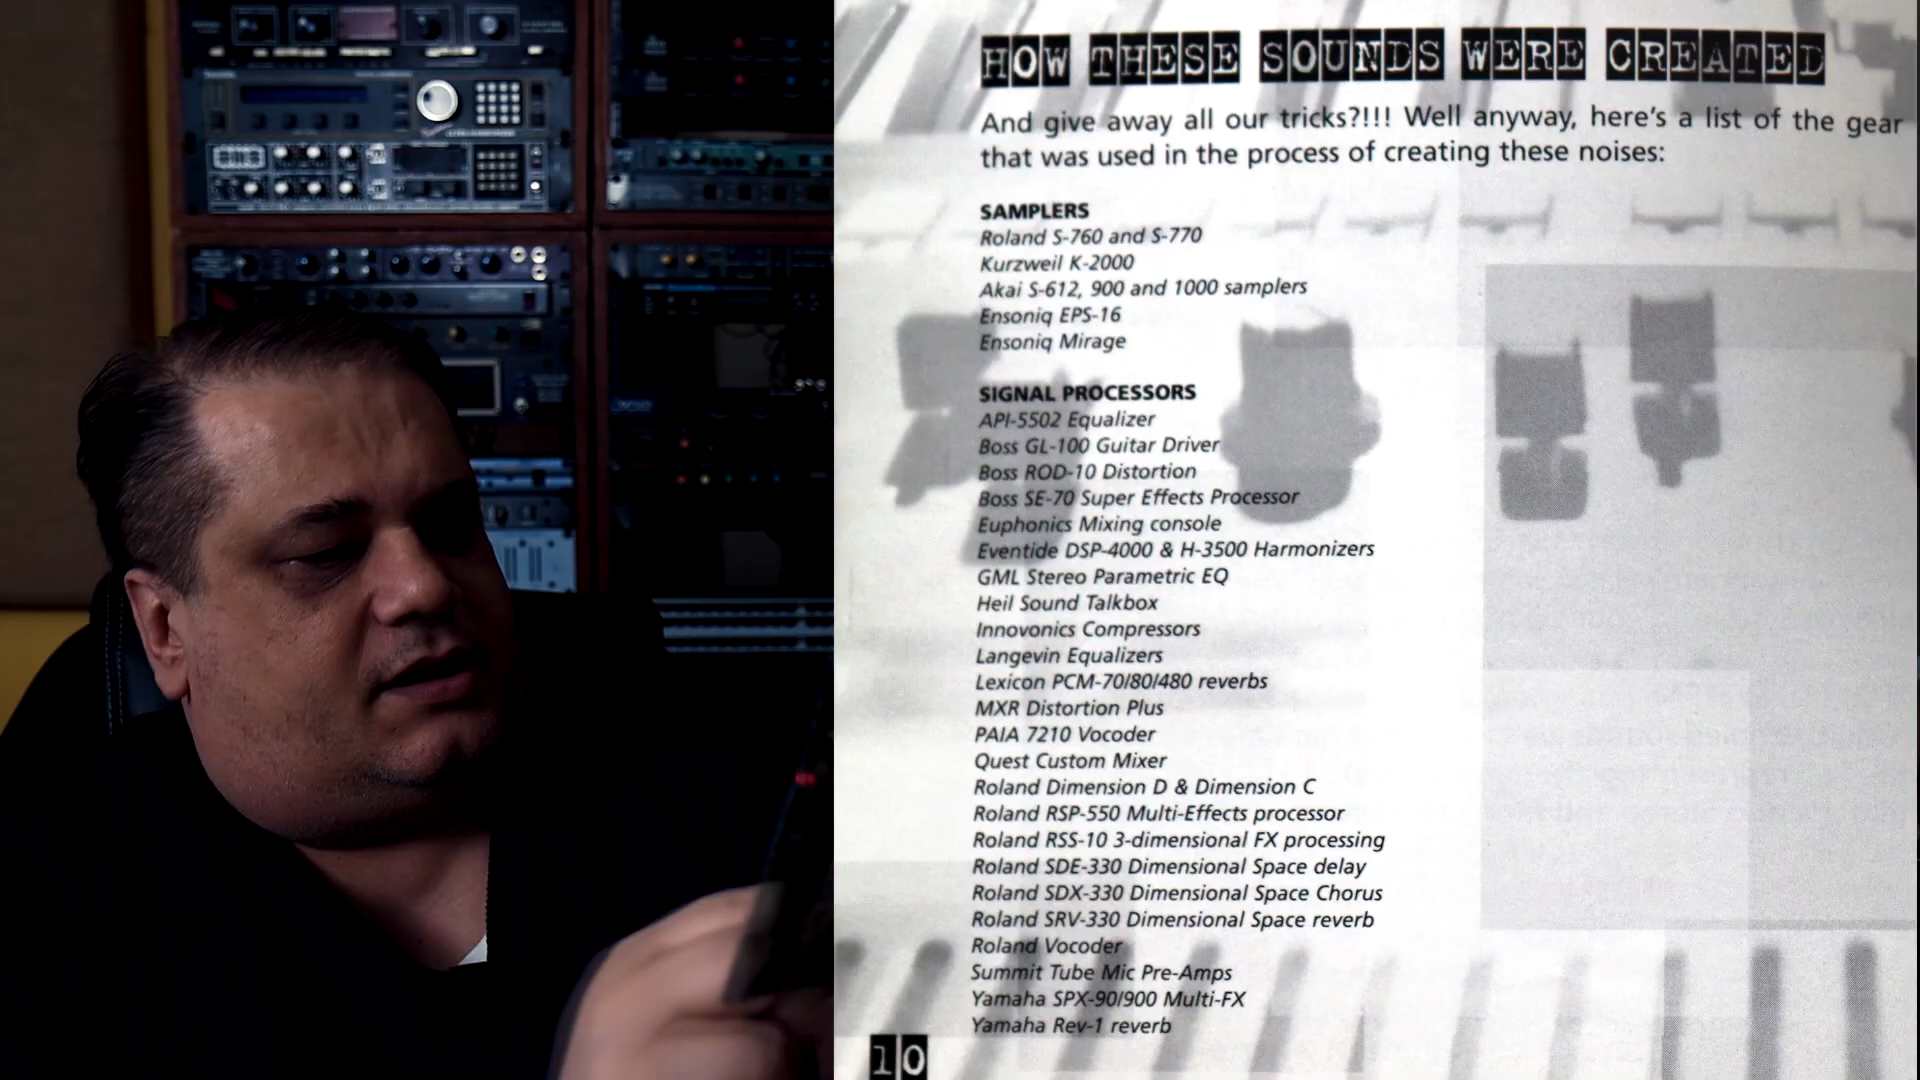 HOW THESE SOUNDS WERE CREATED
And give away all our tricks?!!! Well anyway, here's a list of the gear
that was used in the process of creating these noises:
SAMPLERS
Roland S-760 and S-770
Kurzweil K-2000
Akai S-612, 900 and 1000 samplers
Ensoniq EPS-16
Ensoniq Mirage
SIGNAL PROCESSORS
API-5502 Equalizer
Boss GL-100 Guitar Driver
Boss ROD-10 Distortion
Boss SE-70 Super Effects Processor
Euphonics Mixing console
Eventide DSP-4000 & H-3500 Harmonizers
GML Stereo Parametric EQ
Heil Sound Talkbox
Innovonics Compressors
Langevin Equalizers
Lexicon PCM-70/80/480 reverbs
MXR Distortion Plus
PAIA 7210 Vocoder
Quest Custom Mixer
Roland Dimension D & Dimension C
Roland RSP-550 Multi-Effects processor
Roland RSS-10 3-dimensional FX processing
Roland SDE-330 Dimensional Space delay
Roland SDX-330 Dimensional Space Chorus
Roland SRV-330 Dimensional Space reverb
Roland Vocoder
Summit Tube Mic Pre-Amps
Yamaha SPX-90/900 Multi-FX
Yamaha Rev-1 reverb
10